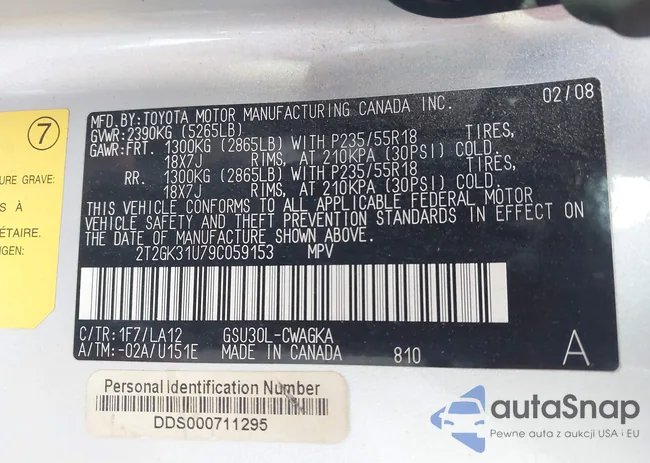 MFD.BY:TOYOTA MOTOR MANUFACTURING CANADA INC. 02/08
GVWR:2390KG (5265LB)
GAWR:FRT. 1300KG (2865LB) WITH P235/55R18 TIRES,
18X7J RIMS, AT 210KPA (30PSI) COLD.
RR. 1300KG (2865LB) WITH P235/55R18 TIRES,
18X7J RIMS, AT 210KPA (30PSI) COLD.
THIS VEHICLE CONFORMS TO ALL APPLICABLE FEDERAL MOTOR
VEHICLE SAFETY AND THEFT PREVENTION STANDARDS IN EFFECT ON
THE DATE OF MANUFACTURE SHOWN ABOVE.
2T2GK31U79C059153 MPV
C/TR:1F7/LA12 GSU30L-CWAGKA
A/TM:-02A/U151E MADE IN CANADA 810 A
7
URE GRAVE:
S À
ÉTAIRE.
NGEN:
Personal Identification Number
DDS000711295
autoSnap
Pewne auta z aukcji USA i EU